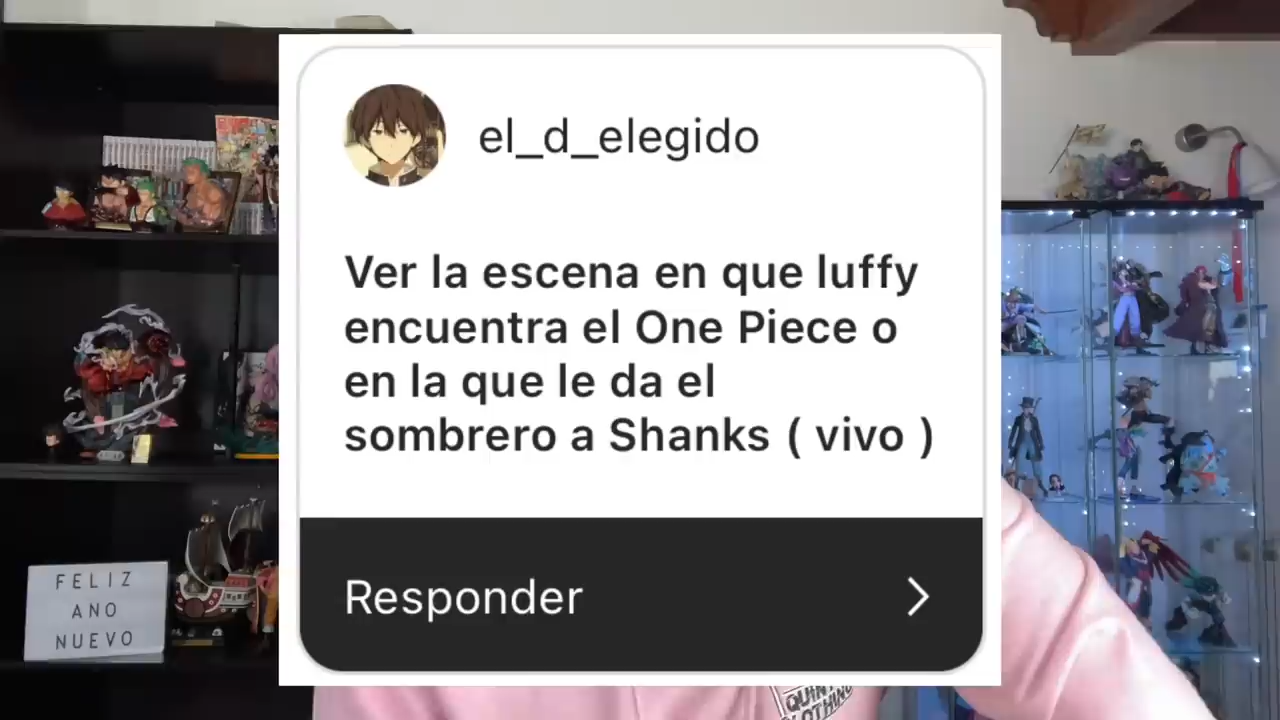 el_d_elegido
Ver la escena en que luffy
encuentra el One Piece o
en la que le da el
sombrero a Shanks ( vivo )
Responder
FELIZ
ANO
NUEVO